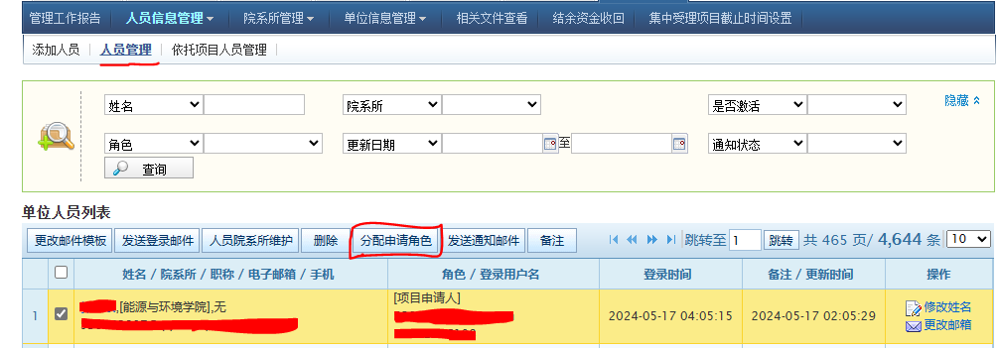 管理工作报告 人员信息管理 院系所管理 单位信息管理 相关文件查看 结余资金收回 集中受理项目截止时间设置
添加人员 人员管理 依托项目人员管理
姓名 院系所 是否激活 隐藏
角色 更新日期 至 通知状态
查询
单位人员列表
更改邮件模板 发送登录邮件 人员院系所维护 删除 分配申请角色 发送通知邮件 备注 跳转至 1 跳转 共 465 页/ 4,644 条 10
姓名 / 院系所 / 职称 / 电子邮箱 / 手机 角色 / 登录用户名 登录时间 备注 / 更新时间 操作
1 ,[能源与环境学院],无 [项目申请人] 2024-05-17 04:05:15 2024-05-17 02:05:29 修改姓名
更改邮箱